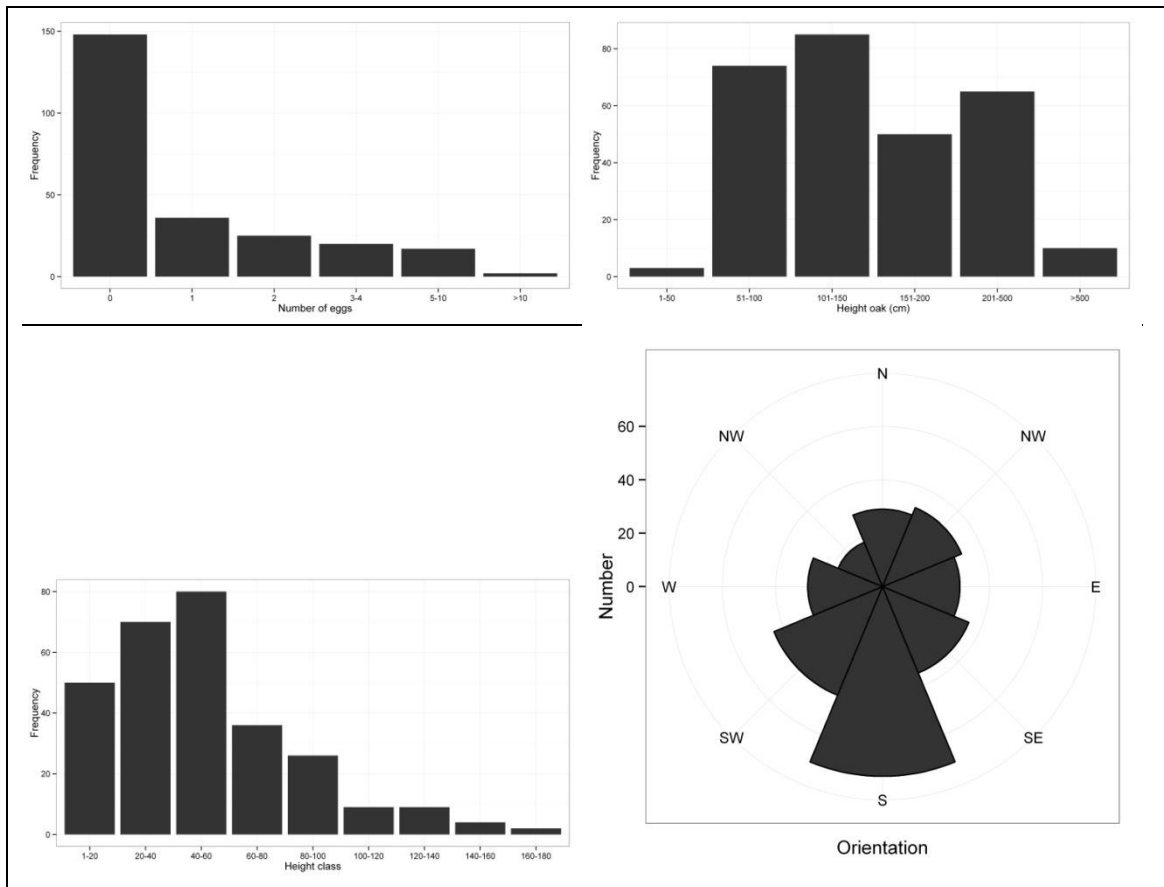 Frequency
150
100
50
0
0 1 2 3-4 5-10 >10
Number of eggs
Frequency
80
60
40
20
0
1-50 51-100 101-150 151-200 201-500 >500
Height oak (cm)
Frequency
80
60
40
20
0
1-20 20-40 40-60 60-80 80-100 100-120 120-140 140-160 160-180
Height class
Number
60
40
20
0
N
NW NW
W E
SW SE
S
Orientation